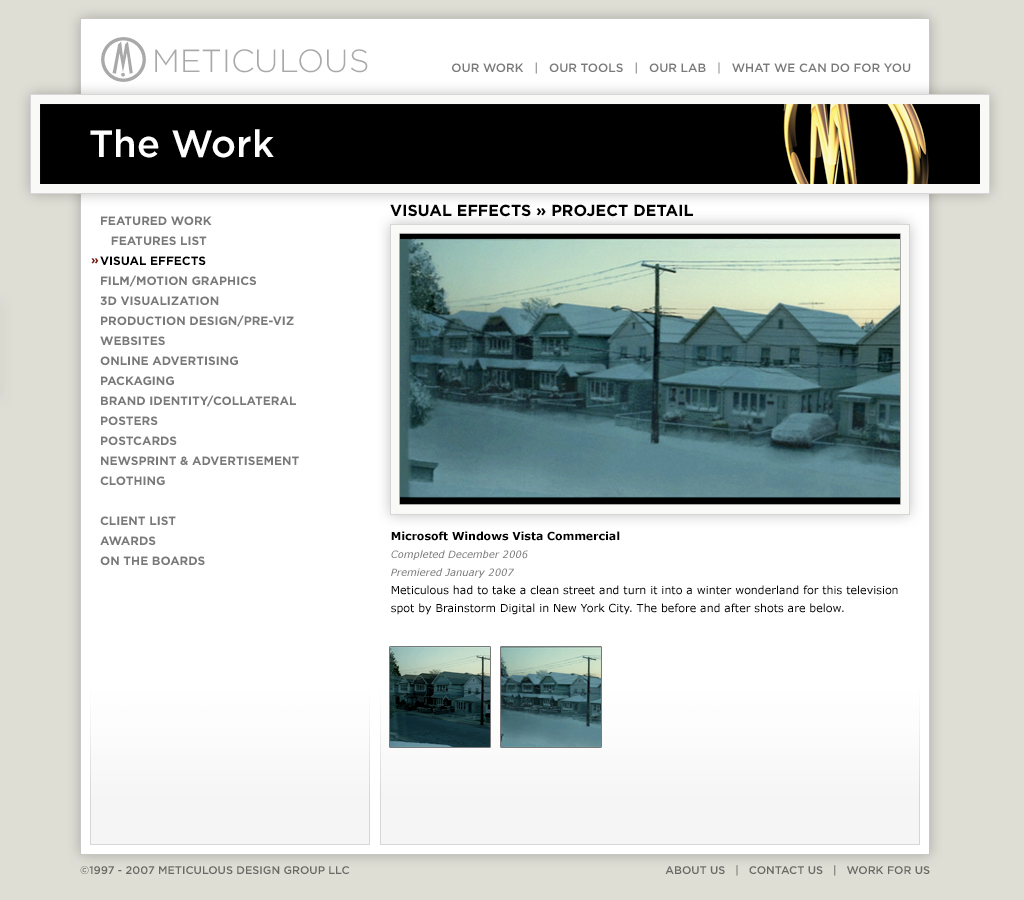 METICULOUS
OUR WORK | OUR TOOLS | OUR LAB | WHAT WE CAN DO FOR YOU
The Work
FEATURED WORK
FEATURES LIST
»VISUAL EFFECTS
FILM/MOTION GRAPHICS
3D VISUALIZATION
PRODUCTION DESIGN/PRE-VIZ
WEBSITES
ONLINE ADVERTISING
PACKAGING
BRAND IDENTITY/COLLATERAL
POSTERS
POSTCARDS
NEWSPRINT & ADVERTISEMENT
CLOTHING
CLIENT LIST
AWARDS
ON THE BOARDS
VISUAL EFFECTS » PROJECT DETAIL
Microsoft Windows Vista Commercial
Completed December 2006
Premiered January 2007
Meticulous had to take a clean street and turn it into a winter wonderland for this television
spot by Brainstorm Digital in New York City. The before and after shots are below.
©1997 - 2007 METICULOUS DESIGN GROUP LLC
ABOUT US | CONTACT US | WORK FOR US